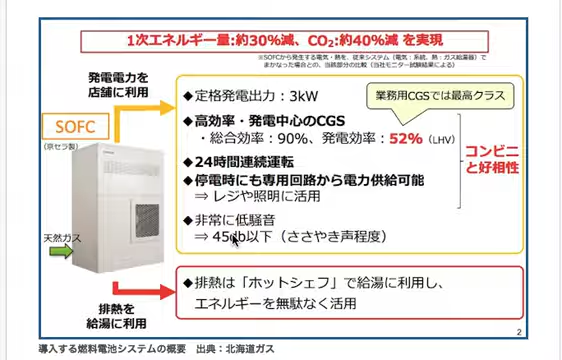 1次エネルギー量:約30%減、CO2:約40%減 を実現
※SOFCから発生する電気・熱を、従来システム（電気：系統、熱：ガス給湯器）で
まかなった場合との、当該部分の比較（当社モニター試験結果による）
発電電力を
店舗に利用
SOFC
(京セラ製)
天然ガス
排熱を
給湯に利用
◆定格発電出力：3kW
業務用CGSでは最高クラス
◆高効率・発電中心のCGS
・総合効率：90%、発電効率：52%（LHV）
◆24時間連続運転
◆停電時にも専用回路から電力供給可能
⇒ レジや照明に活用
◆非常に低騒音
⇒ 45db以下（ささやき声程度）
コンビニ
と好相性
◆排熱は「ホットシェフ」で給湯に利用し、
エネルギーを無駄なく活用
2
導入する燃料電池システムの概要　出典：北海道ガス